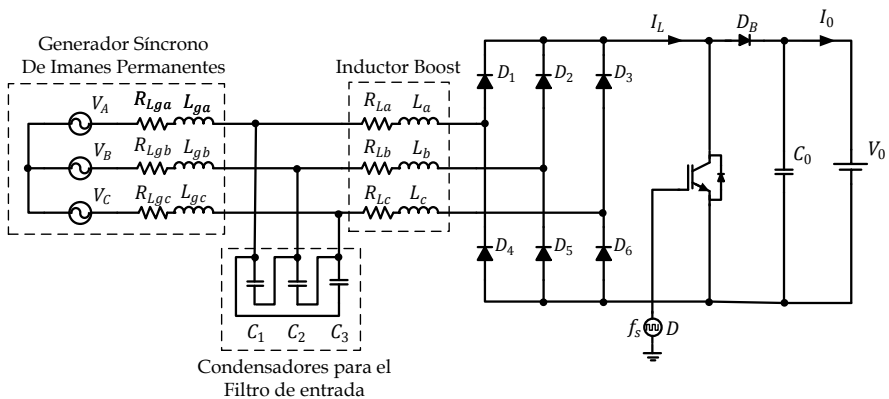 Generador Síncrono
De Imanes Permanentes
Inductor Boost
I_L
D_B
I_0
V_A
R_Lga
L_ga
R_La
L_a
D_1
D_2
D_3
V_B
R_Lgb
L_gb
R_Lb
L_b
C_0
V_0
V_C
R_Lgc
L_gc
R_Lc
L_c
D_4
D_5
D_6
C_1
C_2
C_3
f_s
D
Condensadores para el
Filtro de entrada